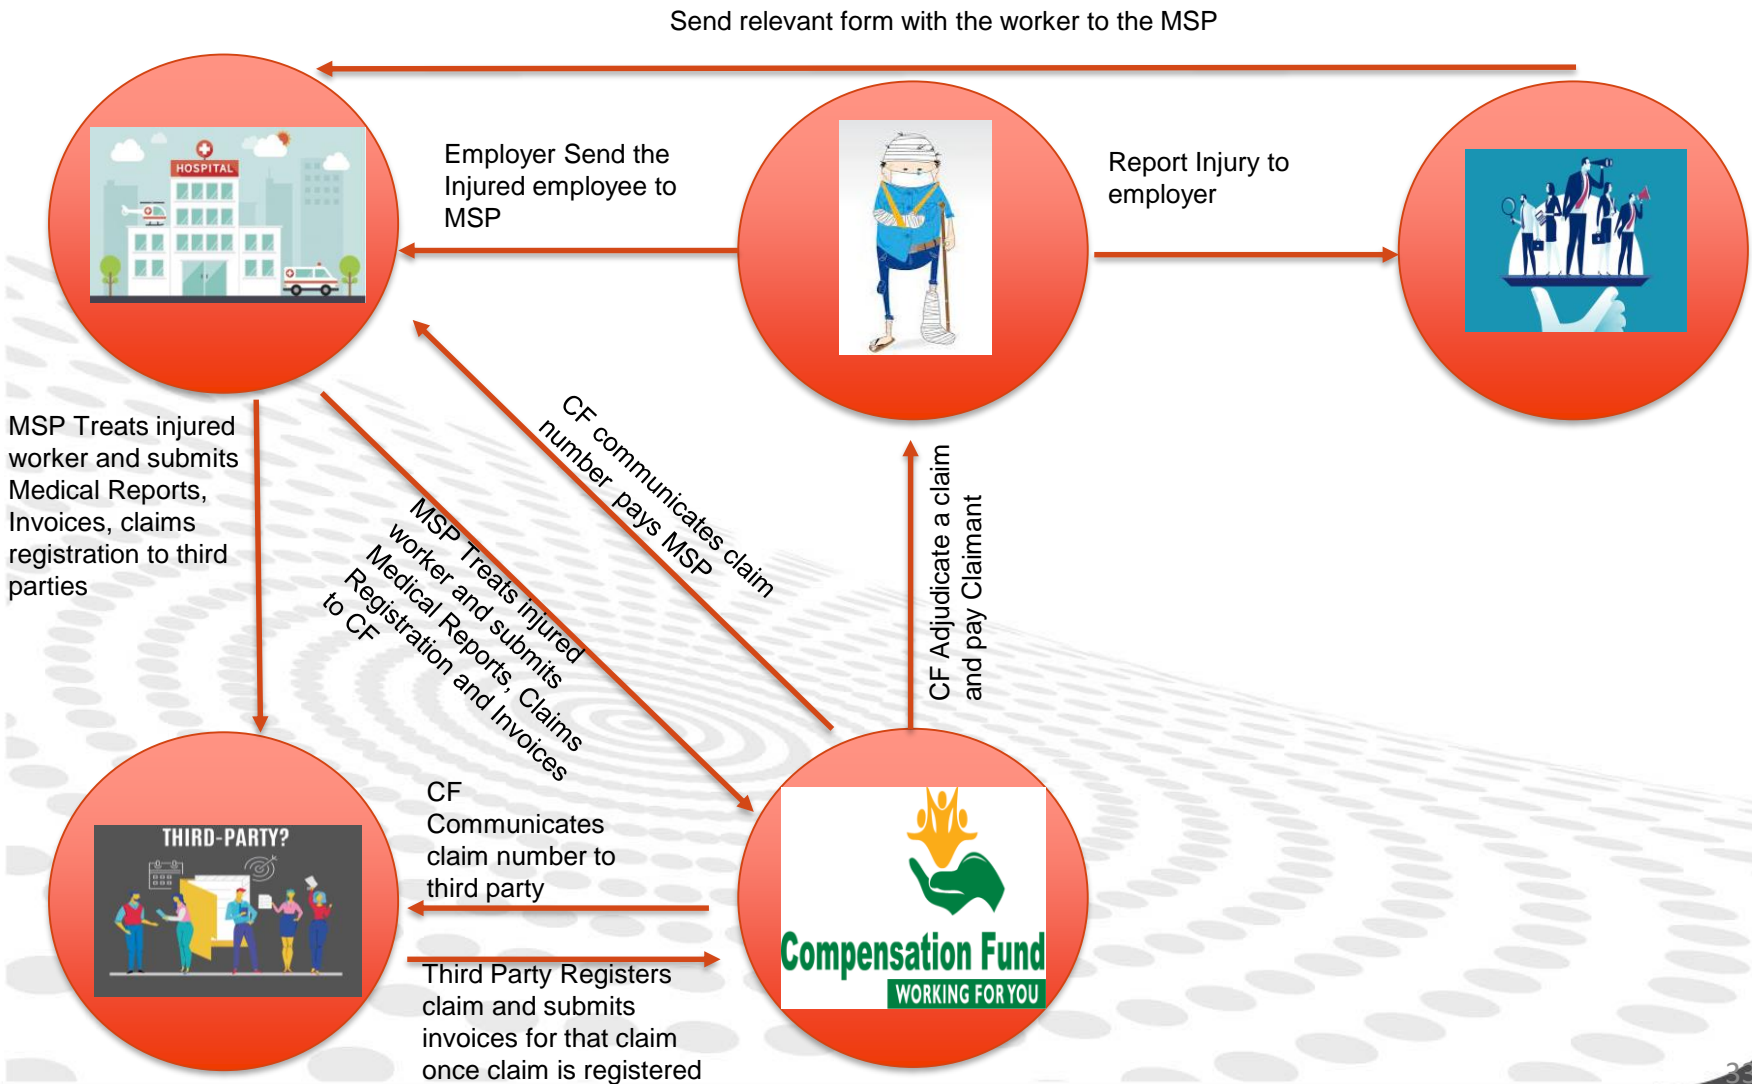 Send relevant form with the worker to the MSP
HOSPITAL
Employer Send the
Injured employee to
MSP
Report Injury to
employer
MSP Treats injured
worker and submits
Medical Reports,
Invoices, claims
registration to third
parties
MSP Treats injured
worker and submits
Medical Reports, Claims
Registration and Invoices
to CF
CF communicates claim
number pays MSP
CF Adjudicate a claim
and pay Claimant
THIRD-PARTY?
CF
Communicates
claim number to
third party
Third Party Registers
claim and submits
invoices for that claim
once claim is registered
Compensation Fund
WORKING FOR YOU